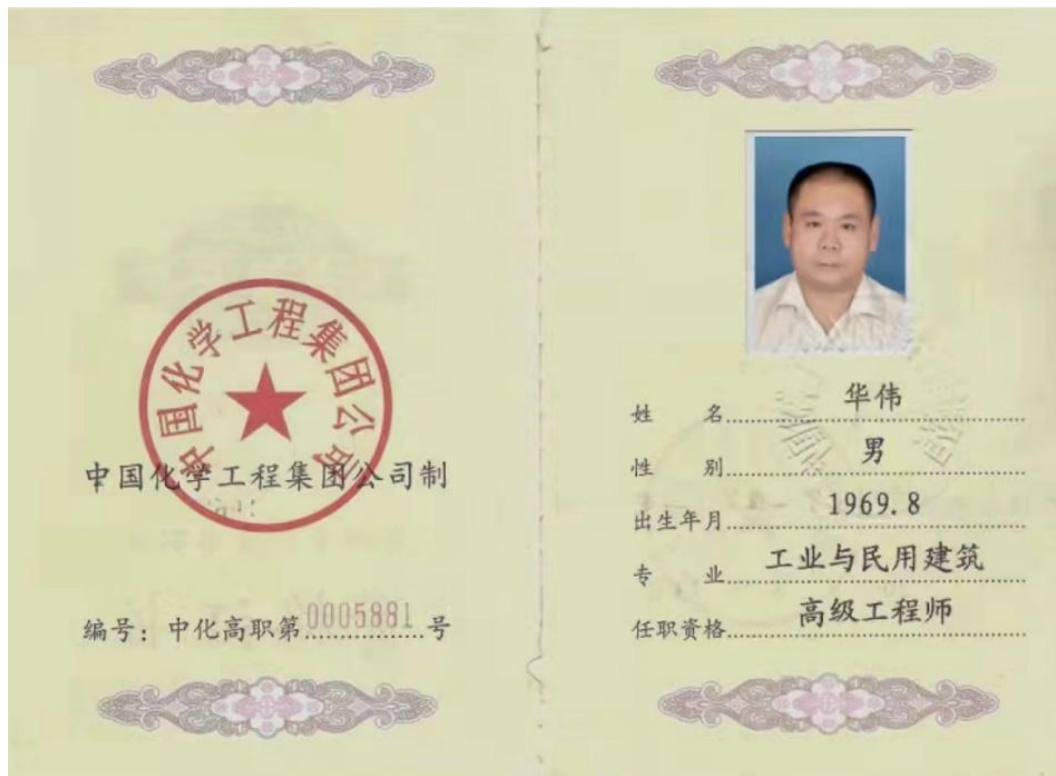 中国化学工程集团公司
中国化学工程集团公司制
编号：中化高职第0005881号
姓 名 华伟
性 别 男
出生年月 1969.8
专 业 工业与民用建筑
任职资格 高级工程师